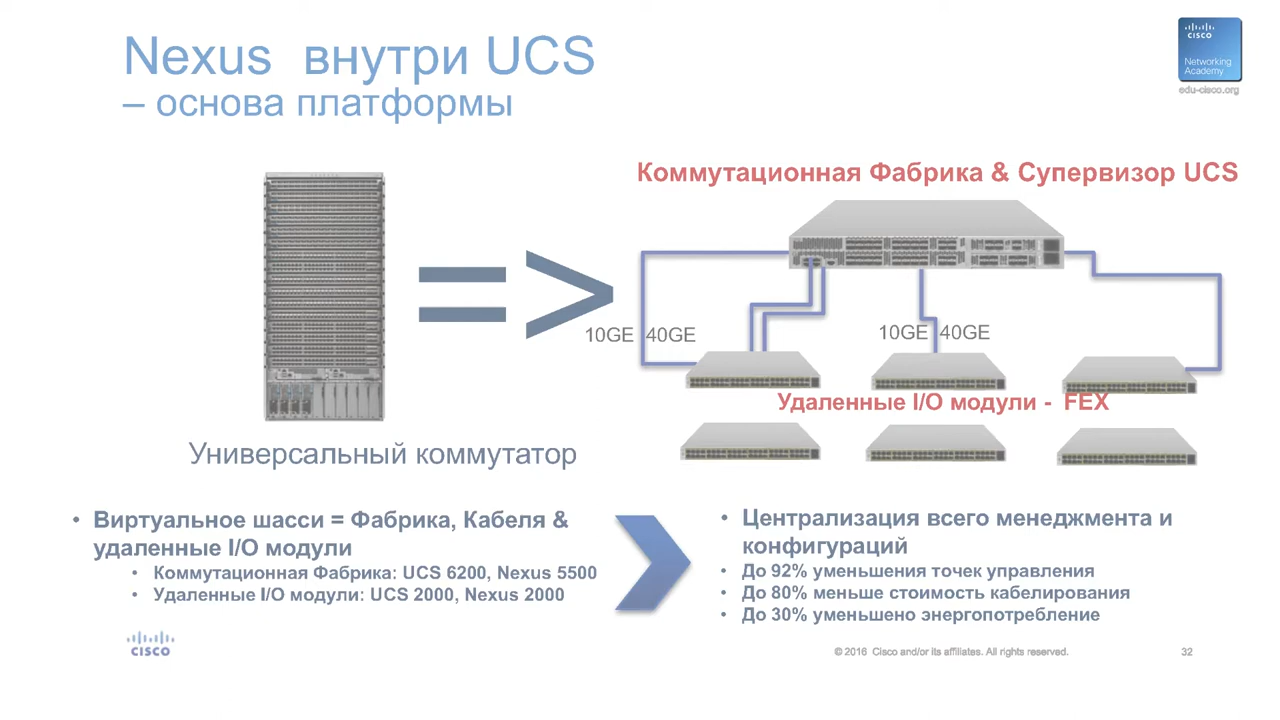 Nexus внутри UCS
– основа платформы
CISCO
Networking
Academy
edu-cisco.org
Коммутационная Фабрика & Супервизор UCS
=>
10GE 40GE
10GE 40GE
Удаленные I/O модули - FEX
Универсальный коммутатор
• Виртуальное шасси = Фабрика, Кабеля &
удаленные I/O модули
• Коммутационная Фабрика: UCS 6200, Nexus 5500
• Удаленные I/O модули: UCS 2000, Nexus 2000
• Централизация всего менеджмента и
конфигураций
• До 92% уменьшения точек управления
• До 80% меньше стоимость кабелирования
• До 30% уменьшено энергопотребление
CISCO
© 2016 Cisco and/or its affiliates. All rights reserved.
32